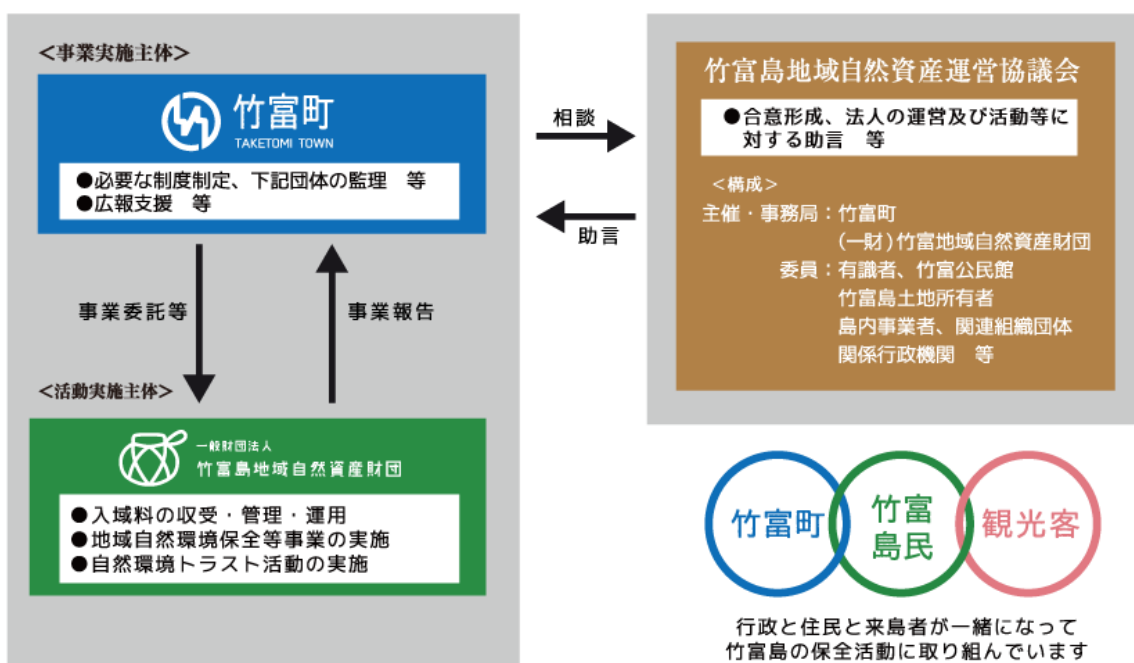 <事業実施主体>
竹富町
TAKETOMI TOWN
●必要な制度制定、下記団体の監理　等
●広報支援　等
事業委託等
事業報告
<活動実施主体>
一般財団法人
竹富島地域自然資産財団
●入域料の収受・管理・運用
●地域自然環境保全等事業の実施
●自然環境トラスト活動の実施
相談
助言
竹富島地域自然資産運営協議会
●合意形成、法人の運営及び活動等に
対する助言　等
<構成>
主催・事務局：竹富町
(一財)竹富地域自然資産財団
委員：有識者、竹富公民館
竹富島土地所有者
島内事業者、関連組織団体
関係行政機関　等
竹富町
竹富
島民
観光客
行政と住民と来島者が一緒になって
竹富島の保全活動に取り組んでいます